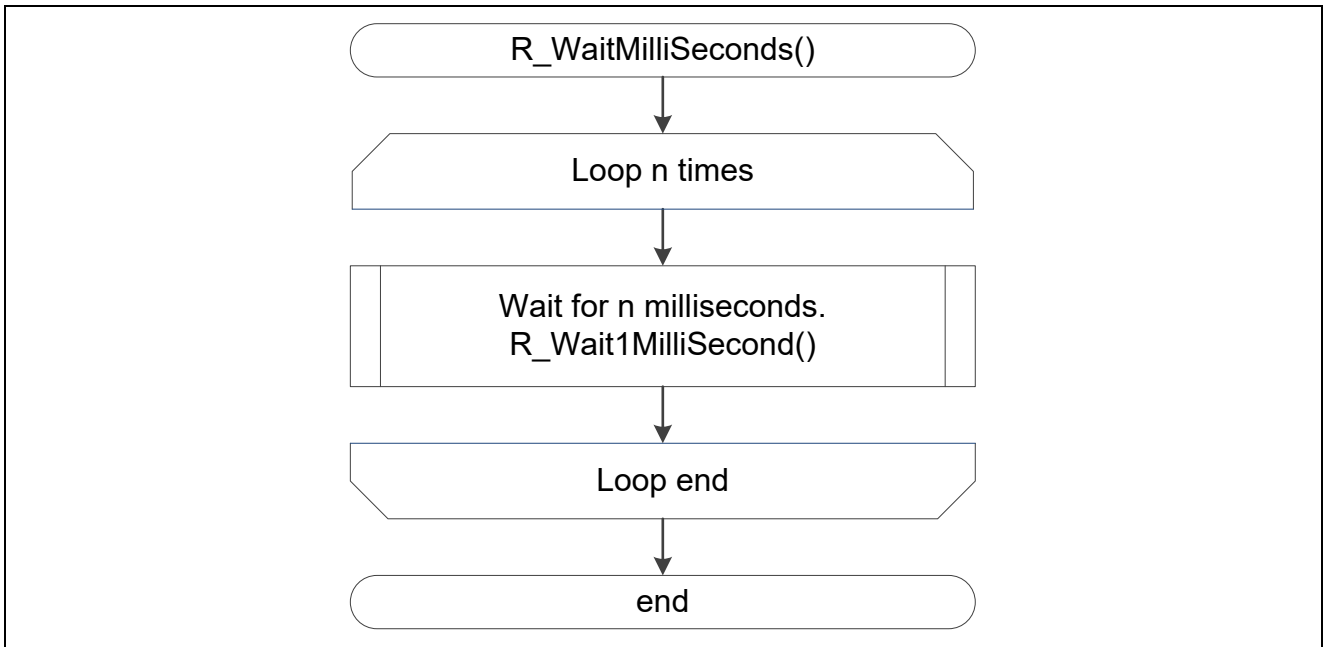 R_WaitMilliSeconds()
Loop n times
Wait for n milliseconds.
R_Wait1MilliSecond()
Loop end
end